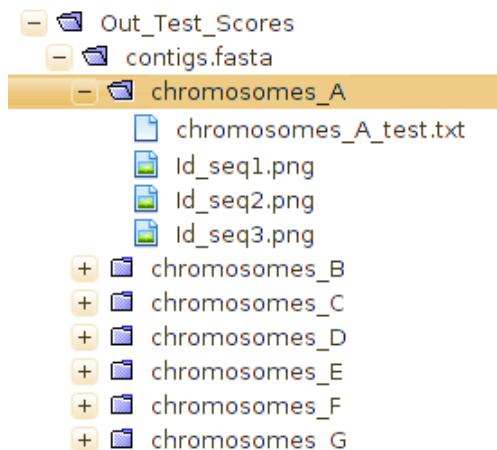 Out_Test_Scores
contigs.fasta
chromosomes_A
chromosomes_A_test.txt
Id_seq1.png
Id_seq2.png
Id_seq3.png
chromosomes_B
chromosomes_C
chromosomes_D
chromosomes_E
chromosomes_F
chromosomes_G